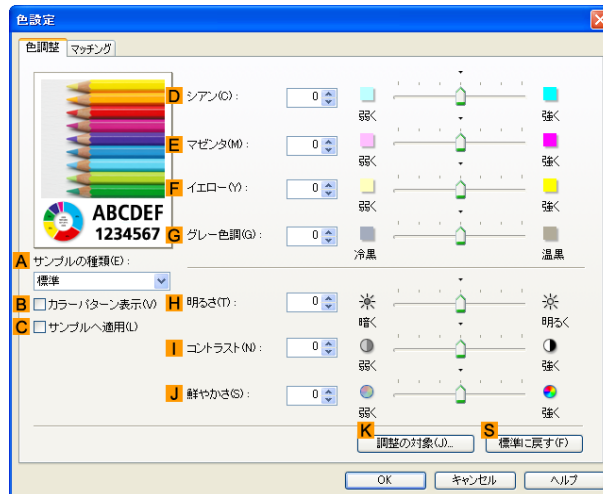 色設定
色調整 マッチング
ABCDEF
1234567
A サンプルの種類(E):
標準
B カラーパターン表示(V)
C サンプルへ適用(L)
D シアン(C): 0
弱く 強く
E マゼンタ(M): 0
弱く 強く
F イエロー(Y): 0
弱く 強く
G グレー色調(G): 0
冷黒 温黒
H 明るさ(T): 0
暗く 明るく
I コントラスト(N): 0
弱く 強く
J 鮮やかさ(S): 0
弱く 強く
K 調整の対象(J)... S 標準に戻す(F)
OK キャンセル ヘルプ